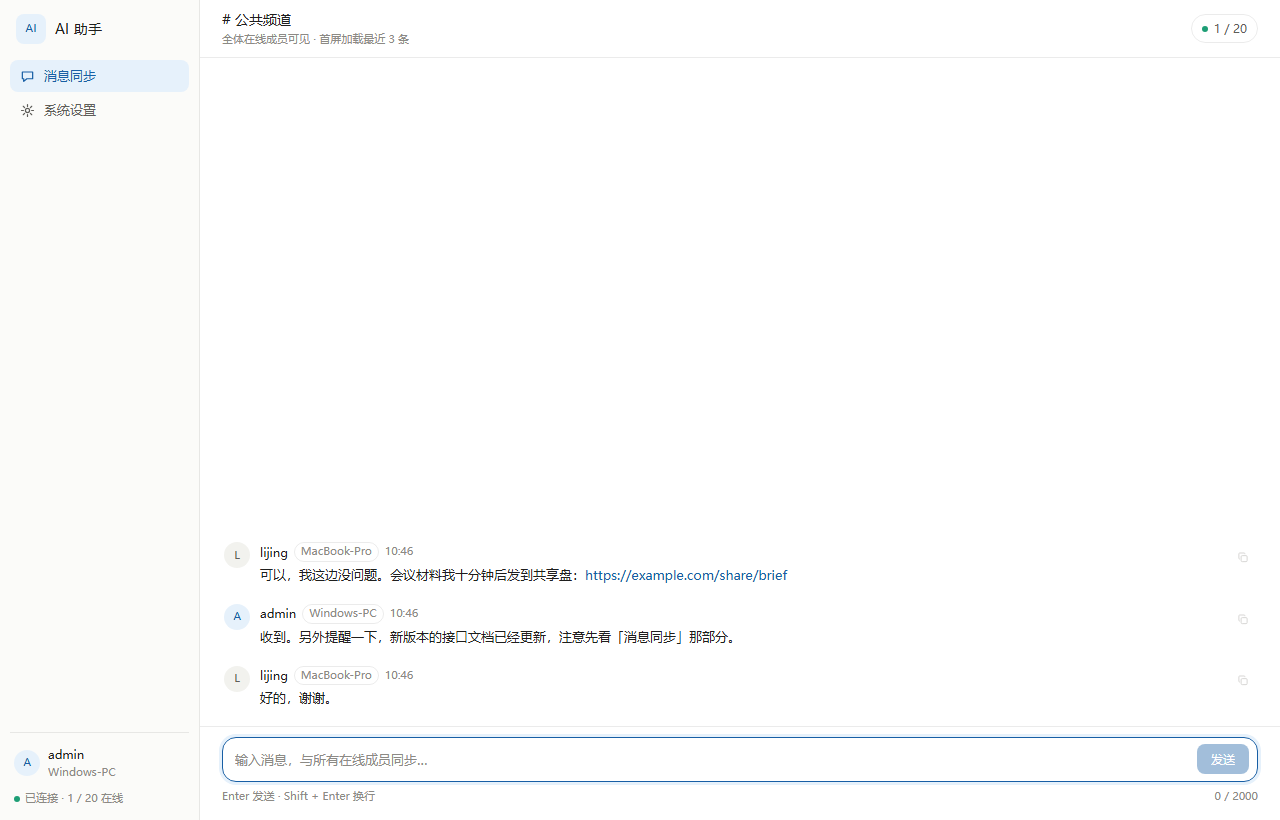 AI AI 助手
消息同步
系统设置
# 公共频道
全体在线成员可见 · 首屏加载最近 3 条
1 / 20
L lijing MacBook-Pro 10:46
可以，我这边没问题。会议材料我十分钟后发到共享盘：https://example.com/share/brief
A admin Windows-PC 10:46
收到。另外提醒一下，新版本的接口文档已经更新，注意先看「消息同步」那部分。
L lijing MacBook-Pro 10:46
好的，谢谢。
A admin
Windows-PC
已连接 · 1 / 20 在线
输入消息，与所有在线成员同步...
发送
Enter 发送 · Shift + Enter 换行
0 / 2000